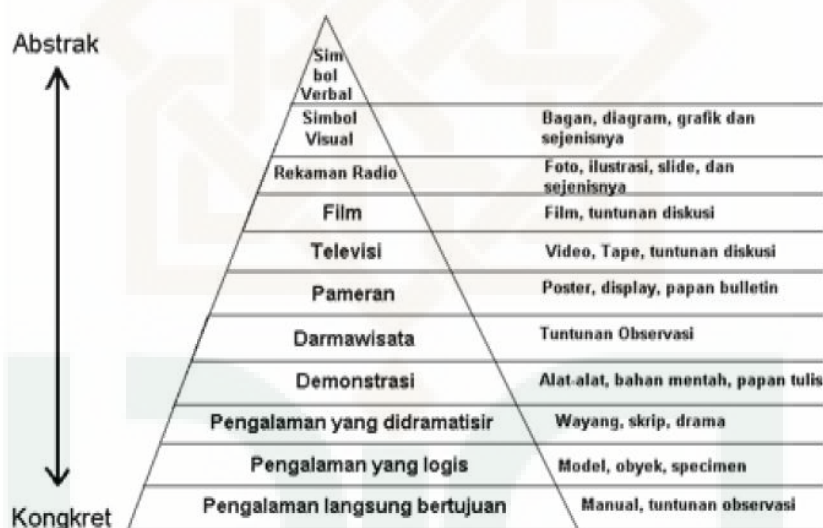 Abstrak
Sim
bol
Verbal
Simbol
Visual
Bagan, diagram, grafik dan
sejenisnya
Rekaman Radio
Foto, ilustrasi, slide, dan
sejenisnya
Film
Film, tuntunan diskusi
Televisi
Video, Tape, tuntunan diskusi
Pameran
Poster, display, papan bulletin
Darmawisata
Tuntunan Observasi
Demonstrasi
Alat-alat, bahan mentah, papan tulis
Pengalaman yang didramatisir
Wayang, skrip, drama
Pengalaman yang logis
Model, obyek, specimen
Pengalaman langsung bertujuan
Manual, tuntunan observasi
Kongkret